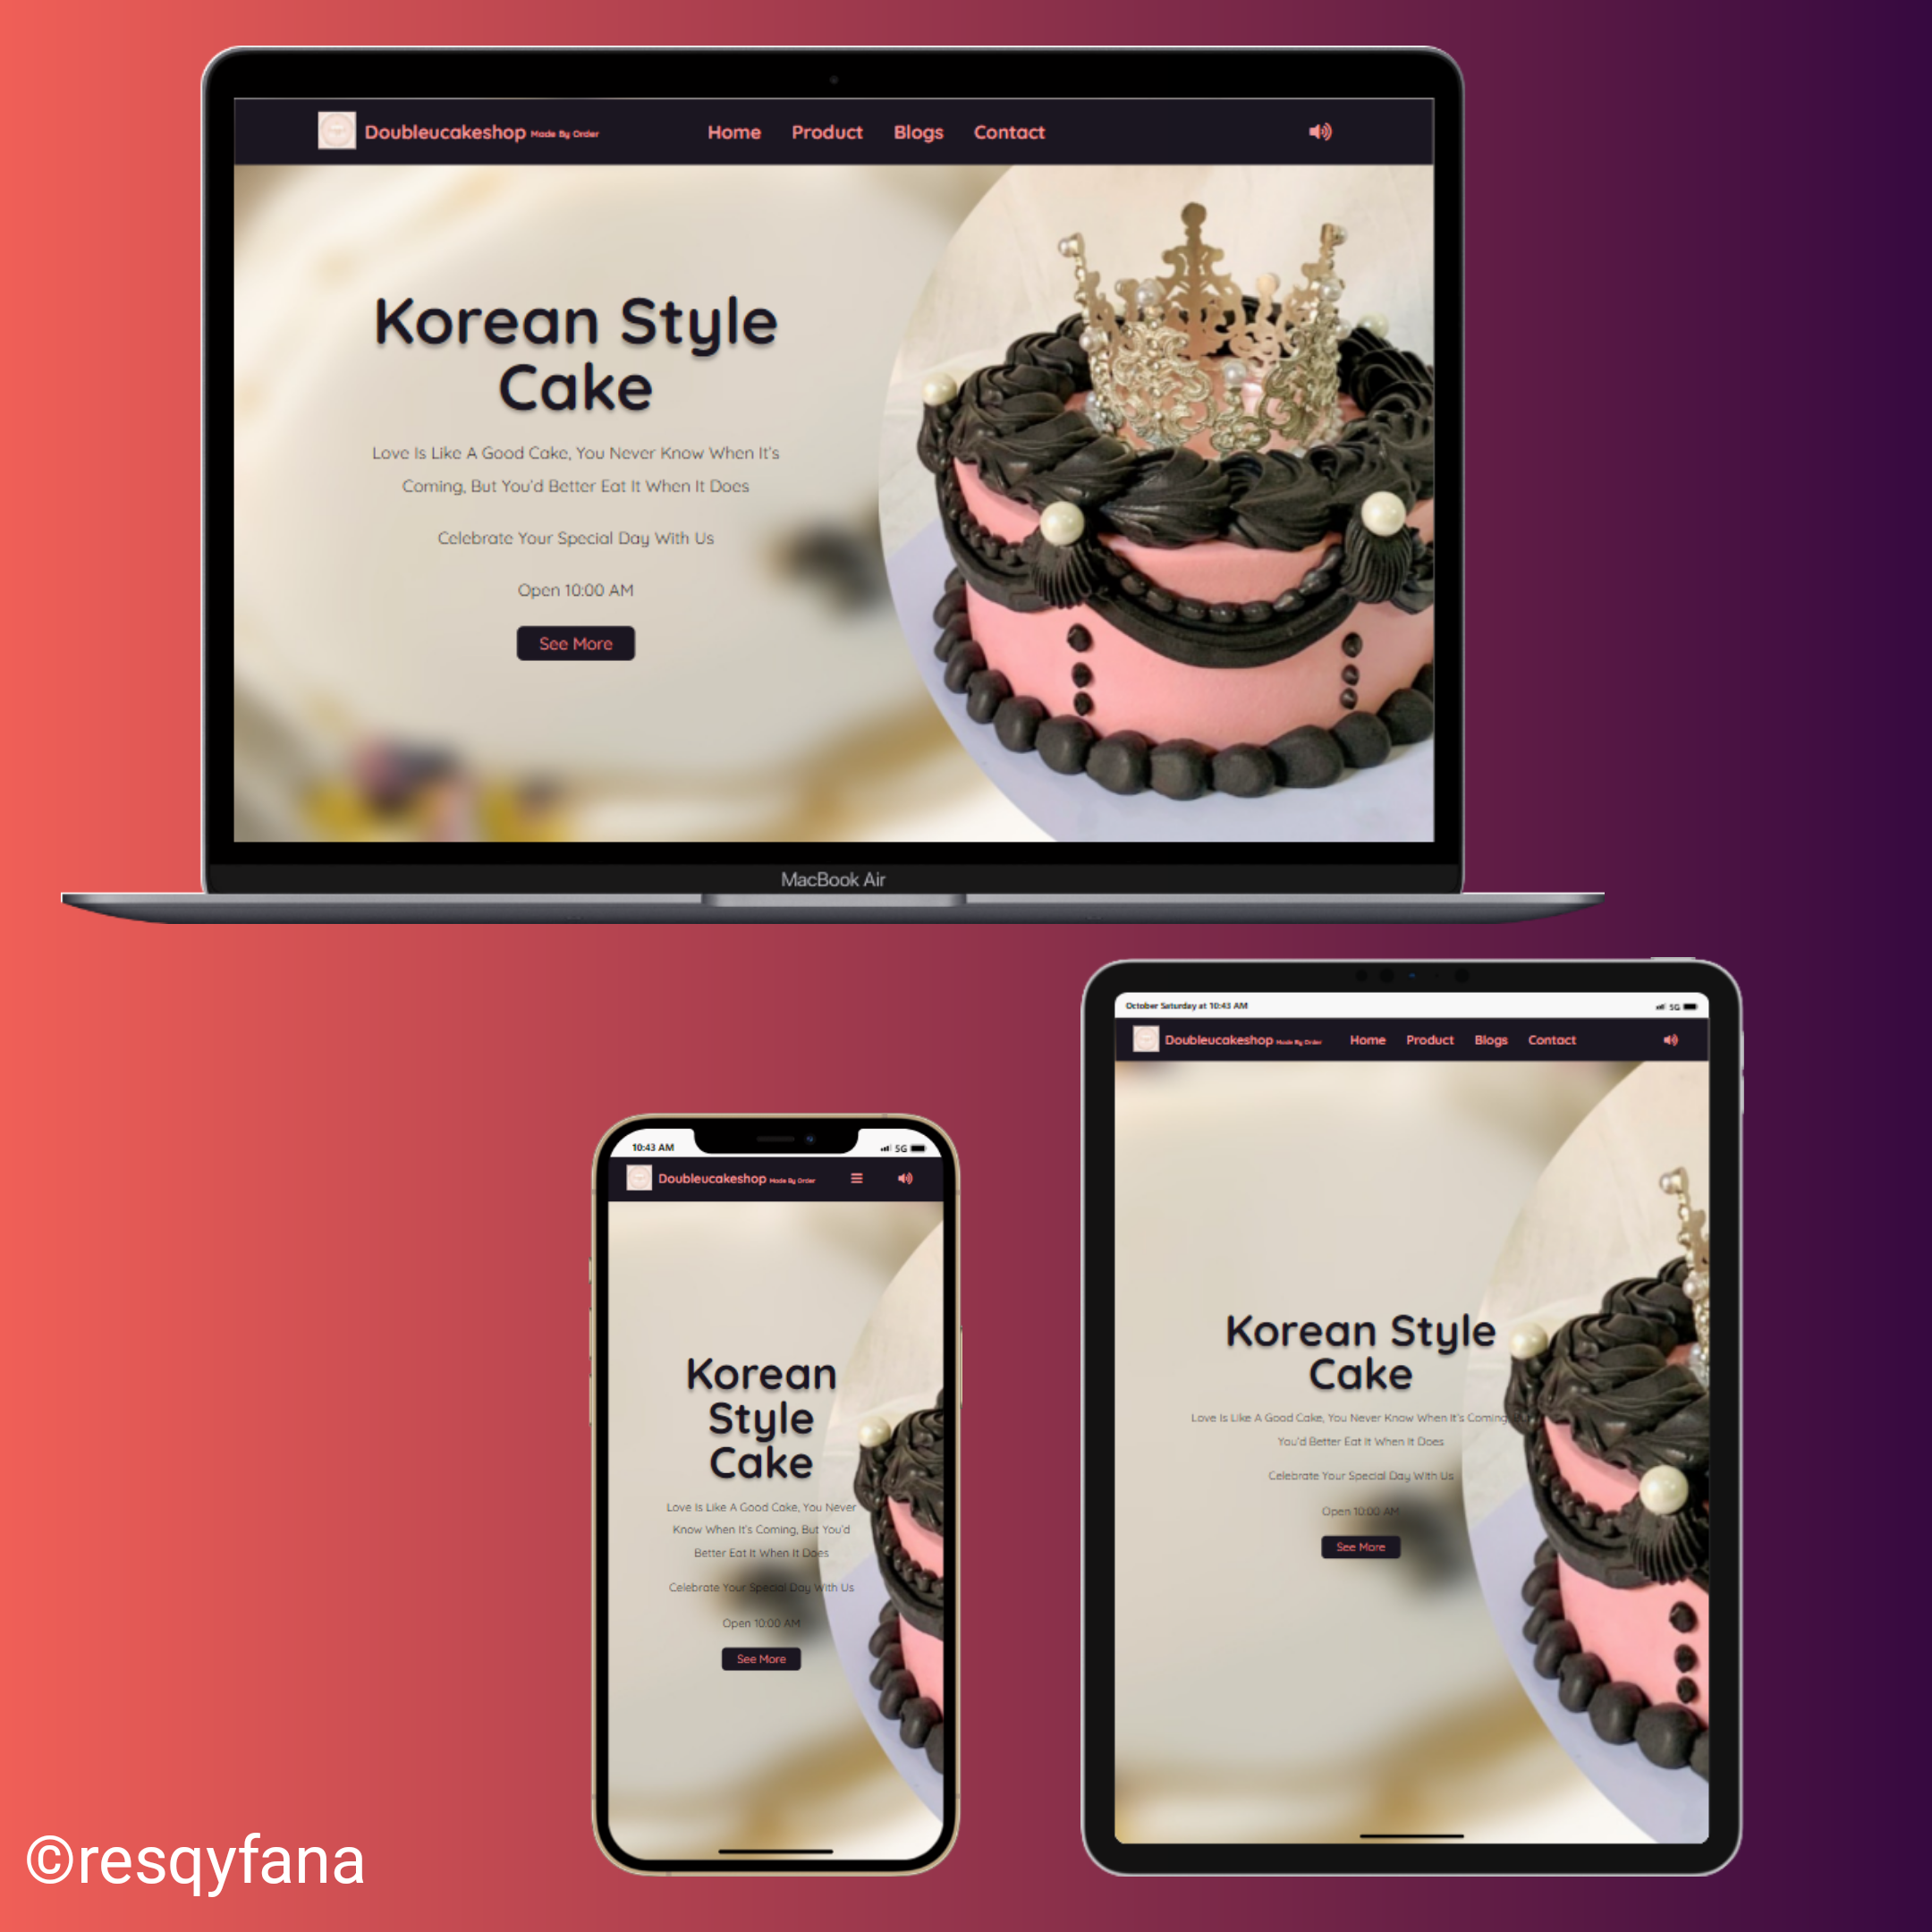 Doubleucakeshop Made By Order Home Product Blogs Contact
Korean Style
Cake
Love Is Like A Good Cake, You Never Know When It's
Coming, But You'd Better Eat It When It Does
Celebrate Your Special Day With Us
Open 10:00 AM
See More
MacBook Air
10:43 AM 5G
Doubleucakeshop Made By Order
Korean
Style
Cake
Love Is Like A Good Cake, You Never
Know When It's Coming, But You'd
Better Eat It When It Does
Celebrate Your Special Day With Us
Open 10:00 AM
See More
October Saturday at 10:43 AM 5G
Doubleucakeshop Made By Order Home Product Blogs Contact
Korean Style
Cake
Love Is Like A Good Cake, You Never Know When It's Coming,
You'd Better Eat It When It Does
Celebrate Your Special Day With Us
Open 10:00 AM
See More
©resqyfana